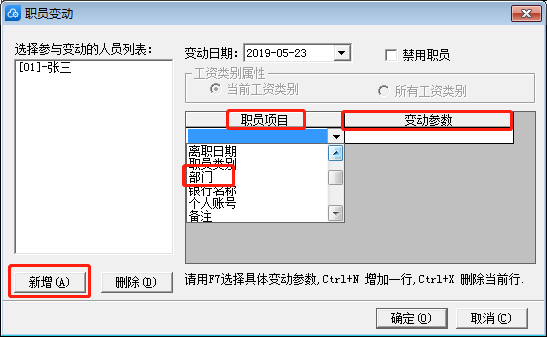 职员变动
选择参与变动的人员列表：
变动日期：2019-05-23
禁用职员
[01]-张三
工资类别属性
当前工资类别
所有工资类别
职员项目
变动参数
离职日期
职员类别
部门
银行名称
个人账号
备注
新增(A)
删除(D)
请用F7选择具体变动参数,Ctrl+N 增加一行,Ctrl+X 删除当前行.
确定(O)
取消(C)